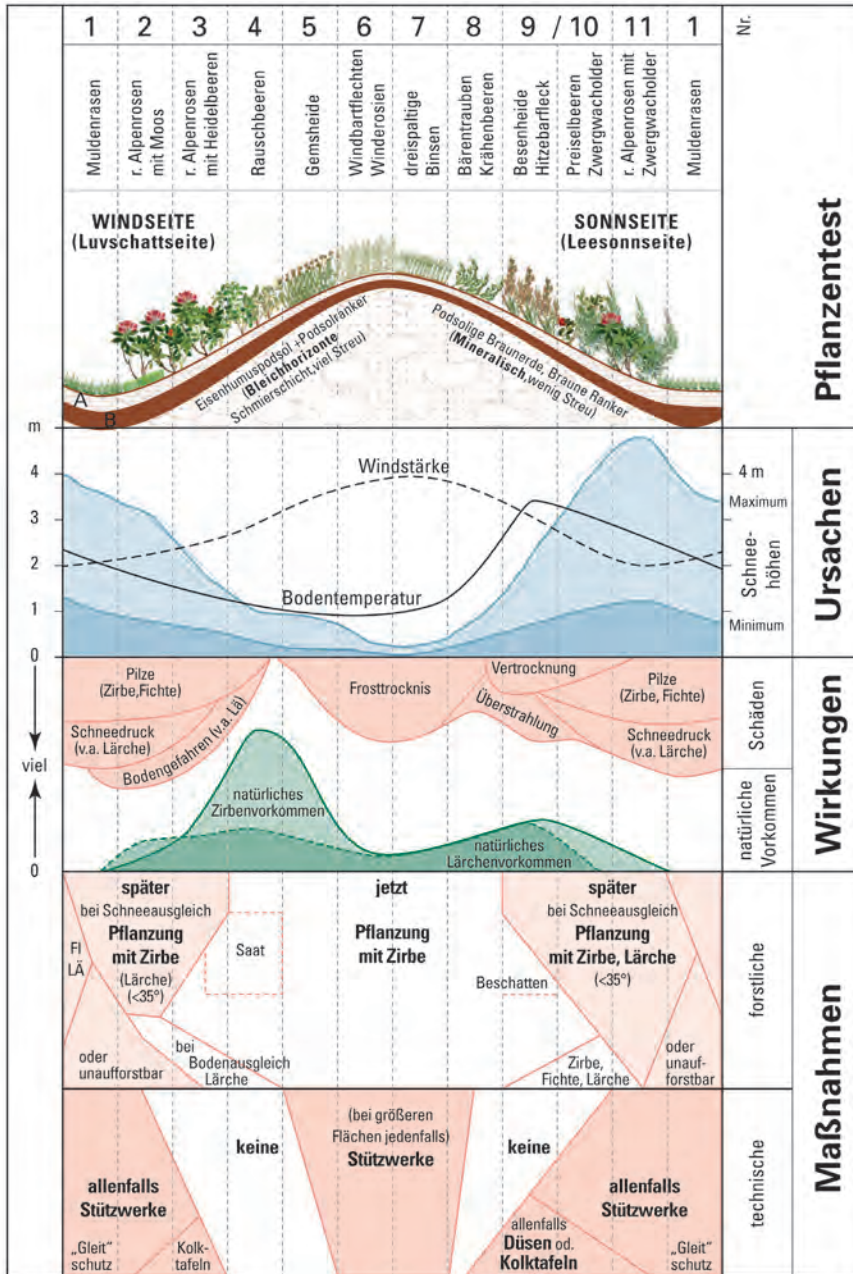 1 2 3 4 5 6 7 8 9 / 10 11 1 Nr.
Muldenrasen
r. Alpenrosen
mit Moos
r. Alpenrosen
mit Heidelbeeren
Rauschbeeren
Gemsheide
Windbartflechten
Winderosien
dreispaltige
Binsen
Bärentrauben
Krähenbeeren
Besenheide
Hitzebarfleck
Preiselbeeren
Zwergwacholder
r. Alpenrosen mit
Zwergwacholder
Muldenrasen
Pflanzentest
WINDSEITE
(Luvschattseite)
SONNSEITE
(Leesonnseite)
Eisenhumuspodsol +Podsolränker
(Bleichhorizonte
Schmierschicht,viel Streu)
Podsolige Braunerde, Braune Ranker
(Mineralisch,wenig Streu)
A
B
m
4
3
2
1
0
Windstärke
Bodentemperatur
4 m
Maximum
Schnee-
höhen
Minimum
Ursachen
Pilze
(Zirbe,Fichte)
Schneedruck
(v.a. Lärche)
Bodengefahren (v.a. Lä)
Frosttrocknis
Vertrocknung
Überstrahlung
Pilze
(Zirbe, Fichte)
Schneedruck
(v.a. Lärche)
Schäden
viel
0
natürliches
Zirbenvorkommen
natürliches
Lärchenvorkommen
natürliche
Vorkommen
Wirkungen
später
bei Schneeausgleich
Pflanzung
mit Zirbe
(Lärche)
(<35°)
FI
LÄ
oder
unaufforstbar
Saat
bei
Bodenausgleich
Lärche
jetzt
Pflanzung
mit Zirbe
Beschatten
später
bei Schneeausgleich
Pflanzung
mit Zirbe, Lärche
(<35°)
Zirbe,
Fichte, Lärche
oder
unauf-
forstbar
forstliche
allenfalls
Stützwerke
„Gleit"
schutz
Kolk-
tafeln
keine
(bei größeren
Flächen jedenfalls)
Stützwerke
keine
allenfalls
Düsen od.
Kolktafeln
allenfalls
Stützwerke
„Gleit"
schutz
technische
Maßnahmen